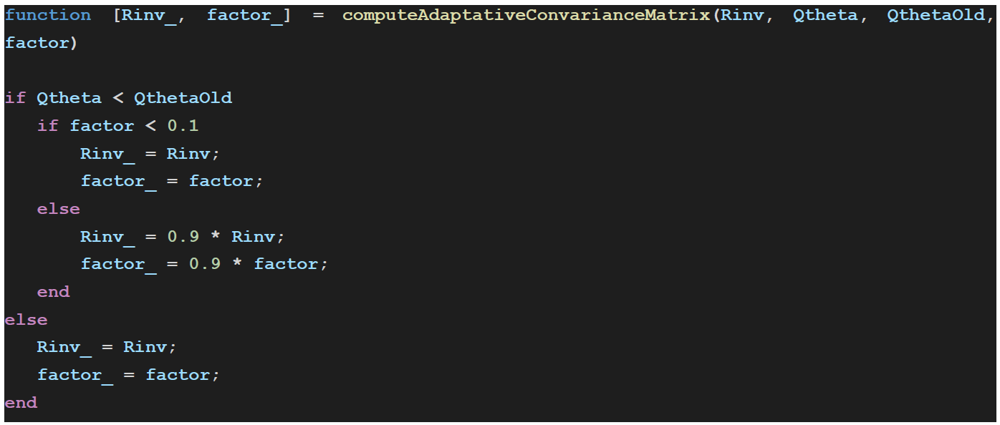 function [Rinv_, factor_] = computeAdaptativeConvarianceMatrix(Rinv, Qtheta, QthetaOld,
factor)
if Qtheta < QthetaOld
if factor < 0.1
Rinv_ = Rinv;
factor_ = factor;
else
Rinv_ = 0.9 * Rinv;
factor_ = 0.9 * factor;
end
else
Rinv_ = Rinv;
factor_ = factor;
end